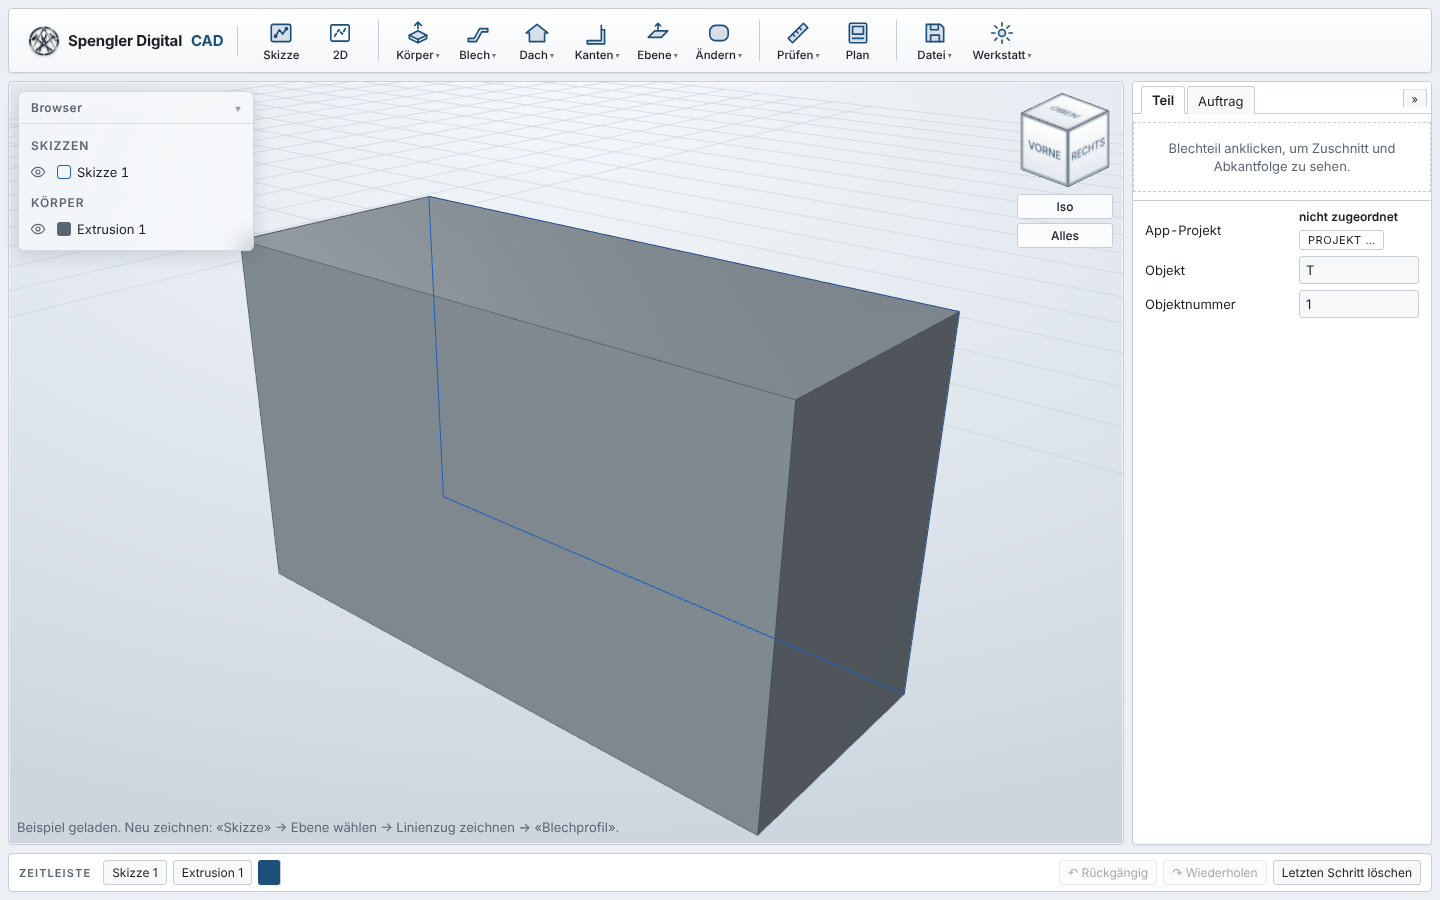 Spengler Digital CAD
Skizze
2D
Körper
Blech
Dach
Kanten
Ebene
Ändern
Prüfen
Plan
Datei
Werkstatt
Browser
SKIZZEN
Skizze 1
KÖRPER
Extrusion 1
OBEN
VORNE
RECHTS
Iso
Alles
Teil
Auftrag
»
Blechteil anklicken, um Zuschnitt und
Abkantfolge zu sehen.
App-Projekt
nicht zugeordnet
PROJEKT ...
Objekt
T
Objektnummer
1
Beispiel geladen. Neu zeichnen: «Skizze» → Ebene wählen → Linienzug zeichnen → «Blechprofil».
ZEITLEISTE
Skizze 1
Extrusion 1
↶ Rückgängig
↷ Wiederholen
Letzten Schritt löschen